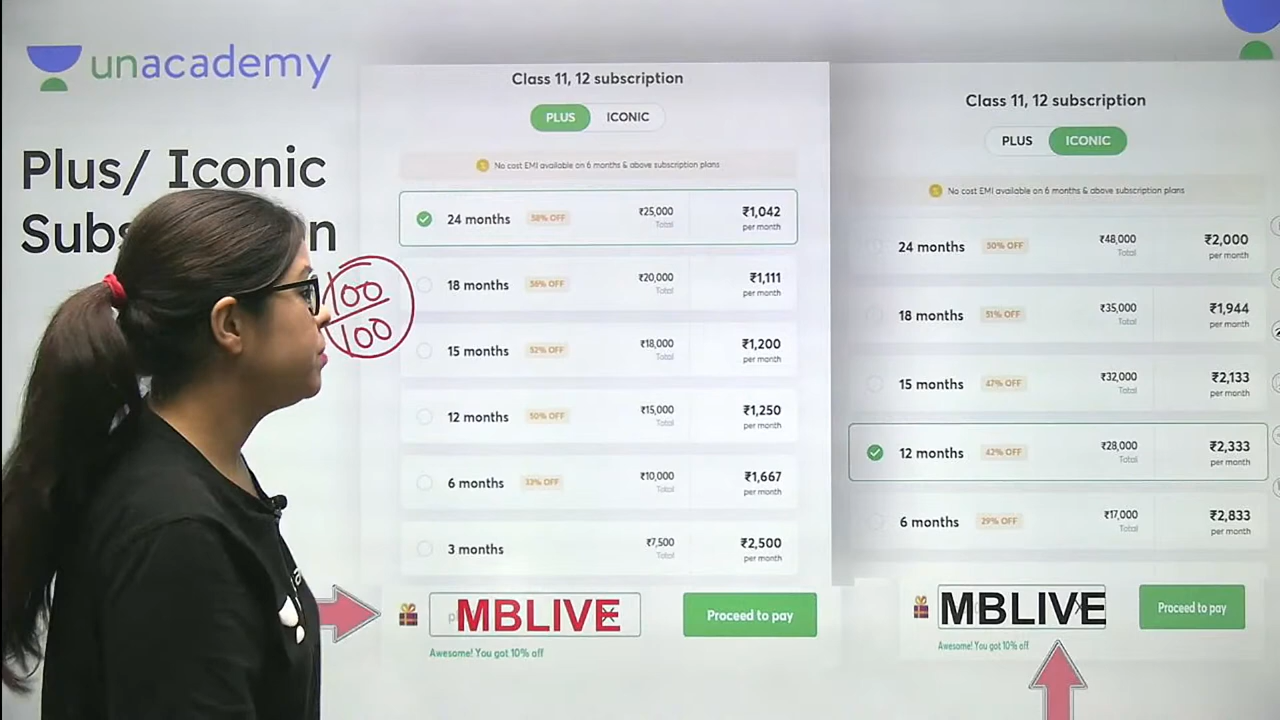 unacademy
Plus/ Iconic
100
100
Class 11, 12 subscription
PLUS ICONIC
No cost EMI available on 6 months & above subscription plans
24 months 58% OFF ₹25,000 Total ₹1,042 per month
18 months 56% OFF ₹20,000 Total ₹1,111 per month
15 months 52% OFF ₹18,000 Total ₹1,200 per month
12 months 50% OFF ₹15,000 Total ₹1,250 per month
6 months 33% OFF ₹10,000 Total ₹1,667 per month
3 months ₹7,500 Total ₹2,500 per month
MBLIVE Proceed to pay
Awesome! You got 10% off
Class 11, 12 subscription
PLUS ICONIC
No cost EMI available on 6 months & above subscription plans
24 months 50% OFF ₹48,000 Total ₹2,000 per month
18 months 51% OFF ₹35,000 Total ₹1,944 per month
15 months 47% OFF ₹32,000 Total ₹2,133 per month
12 months 42% OFF ₹28,000 Total ₹2,333 per month
6 months 29% OFF ₹17,000 Total ₹2,833 per month
MBLIVE Proceed to pay
Awesome! You got 10% off